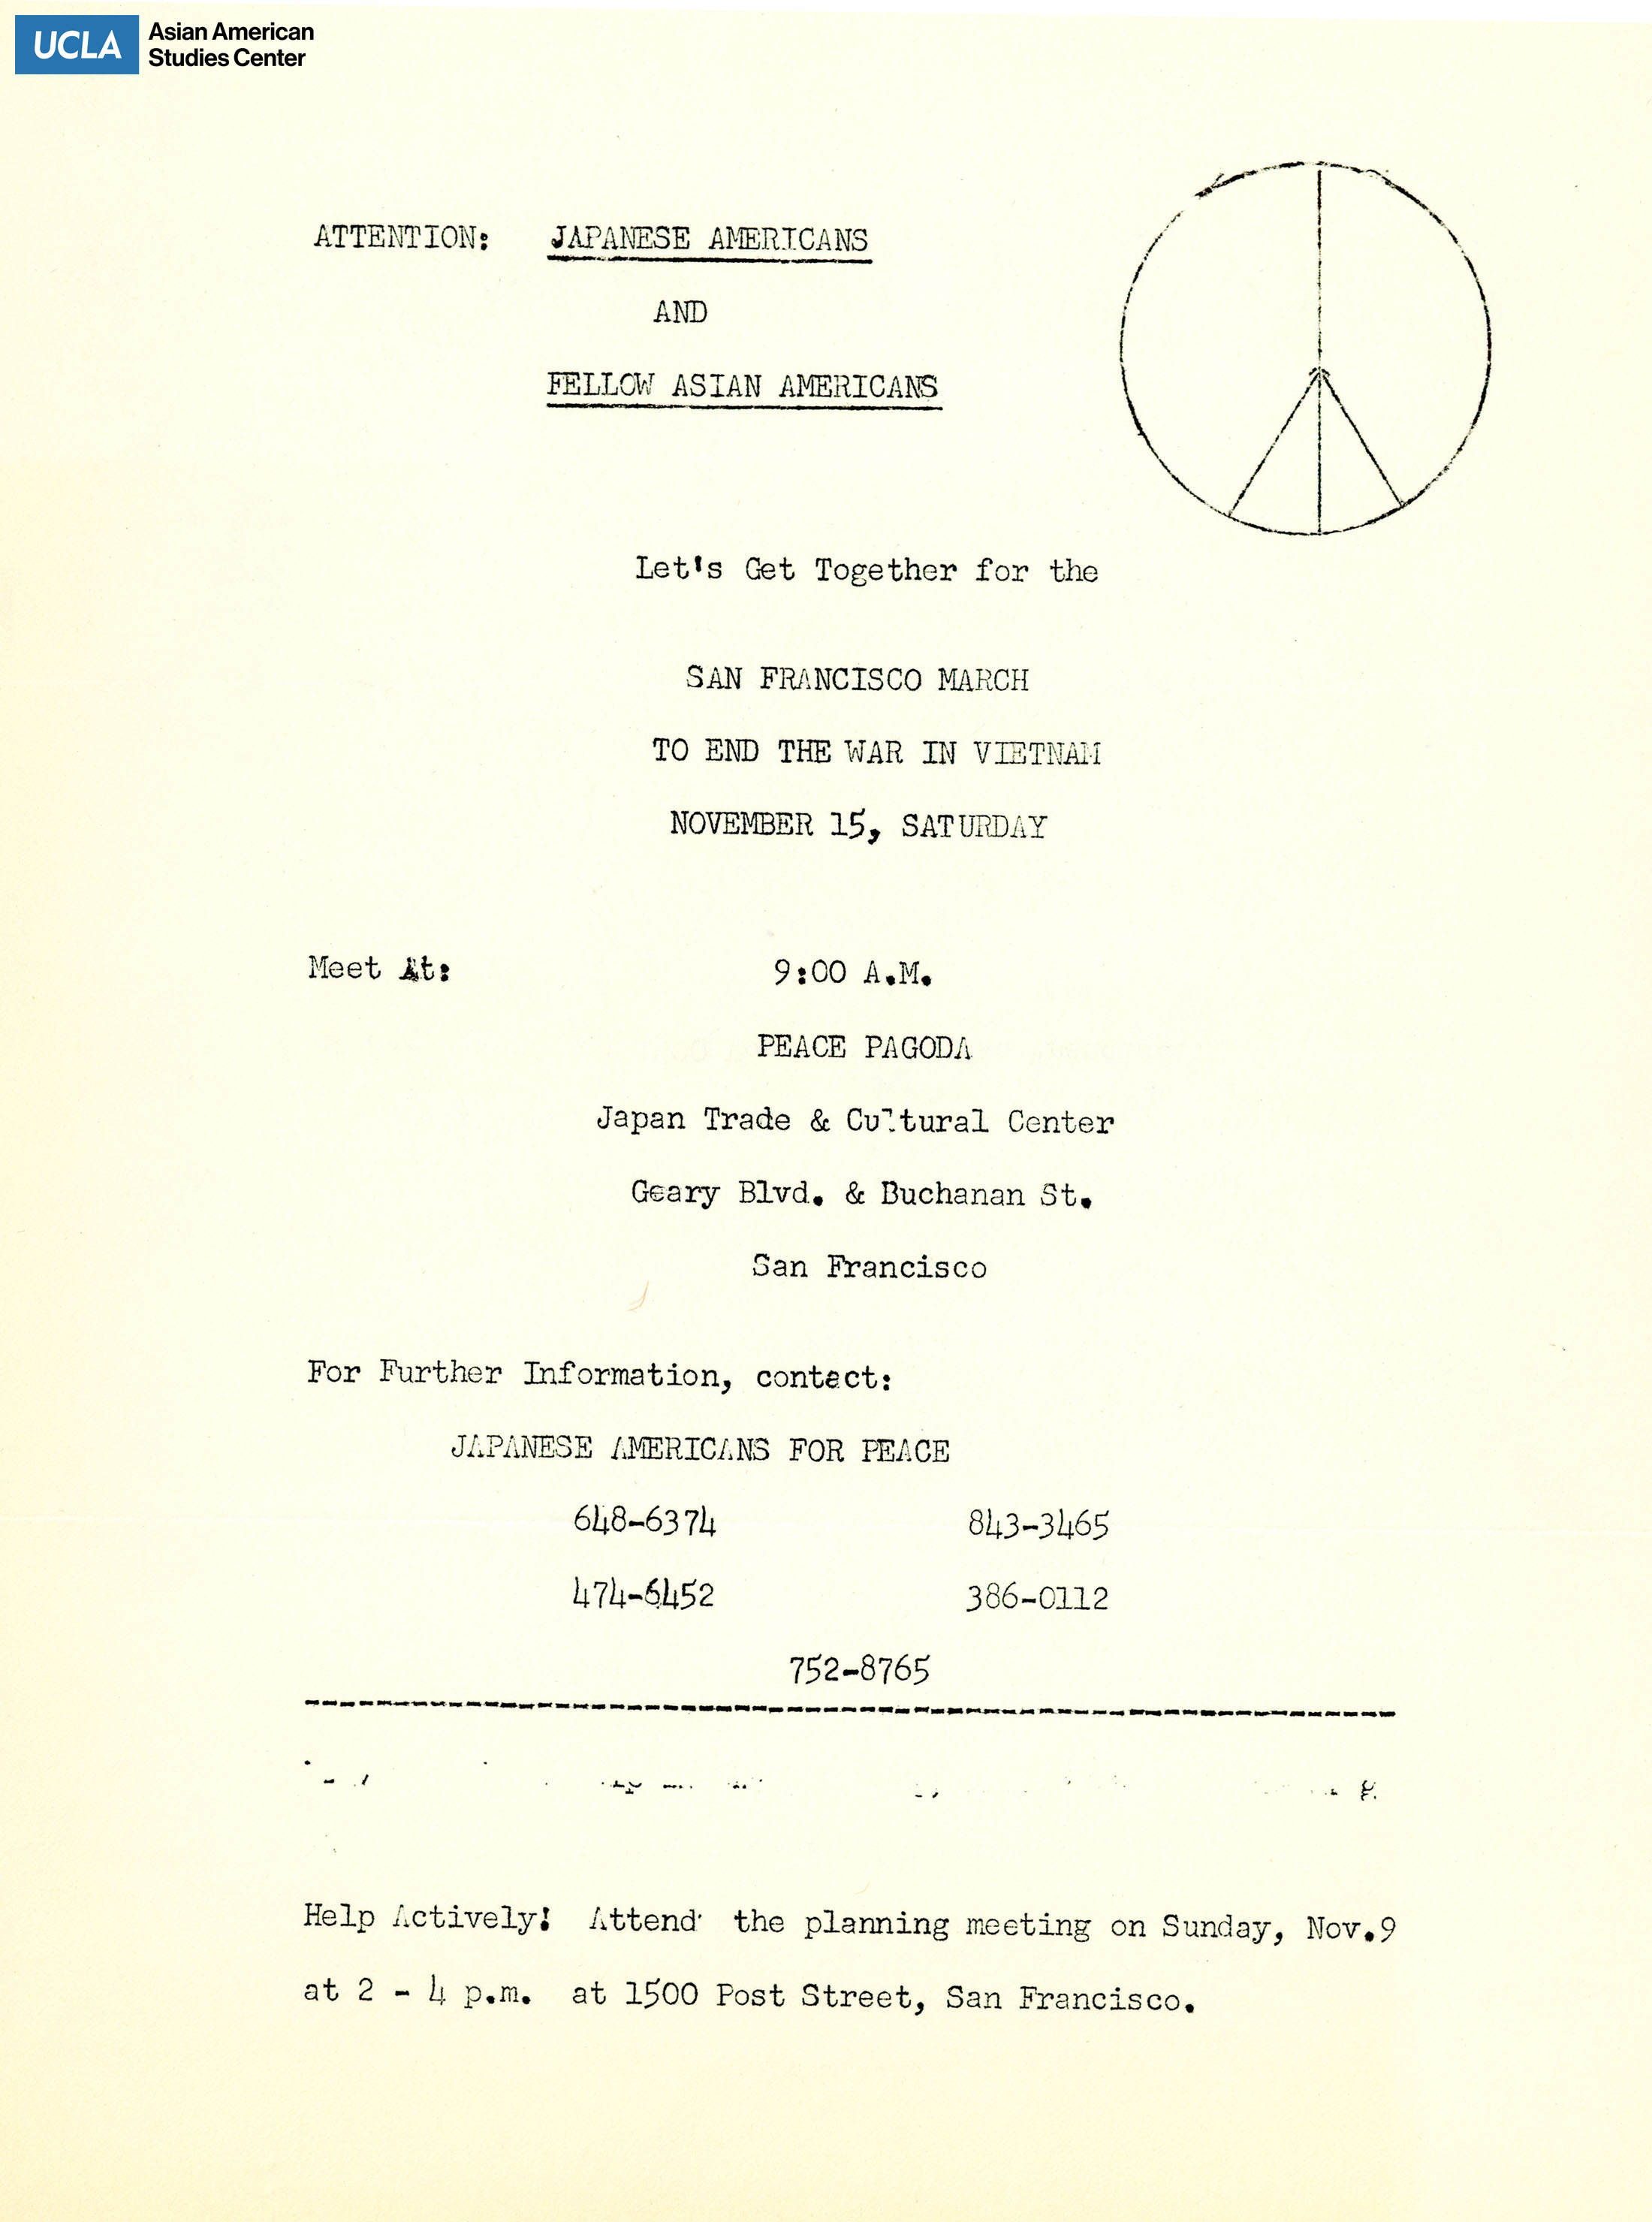 UCLA Asian American
Studies Center
ATTENTION: JAPANESE AMERICANS
AND
FELLOW ASIAN AMERICANS
Let's Get Together for the
SAN FRANCISCO MARCH
TO END THE WAR IN VIETNAM
NOVEMBER 15, SATURDAY
Meet At: 9:00 A.M.
PEACE PAGODA
Japan Trade & Cultural Center
Geary Blvd. & Buchanan St.
San Francisco
For Further Information, contact:
JAPANESE AMERICANS FOR PEACE
648-6374 843-3465
474-6452 386-0112
752-8765
Help Actively! Attend the planning meeting on Sunday, Nov.9
at 2 - 4 p.m. at 1500 Post Street, San Francisco.